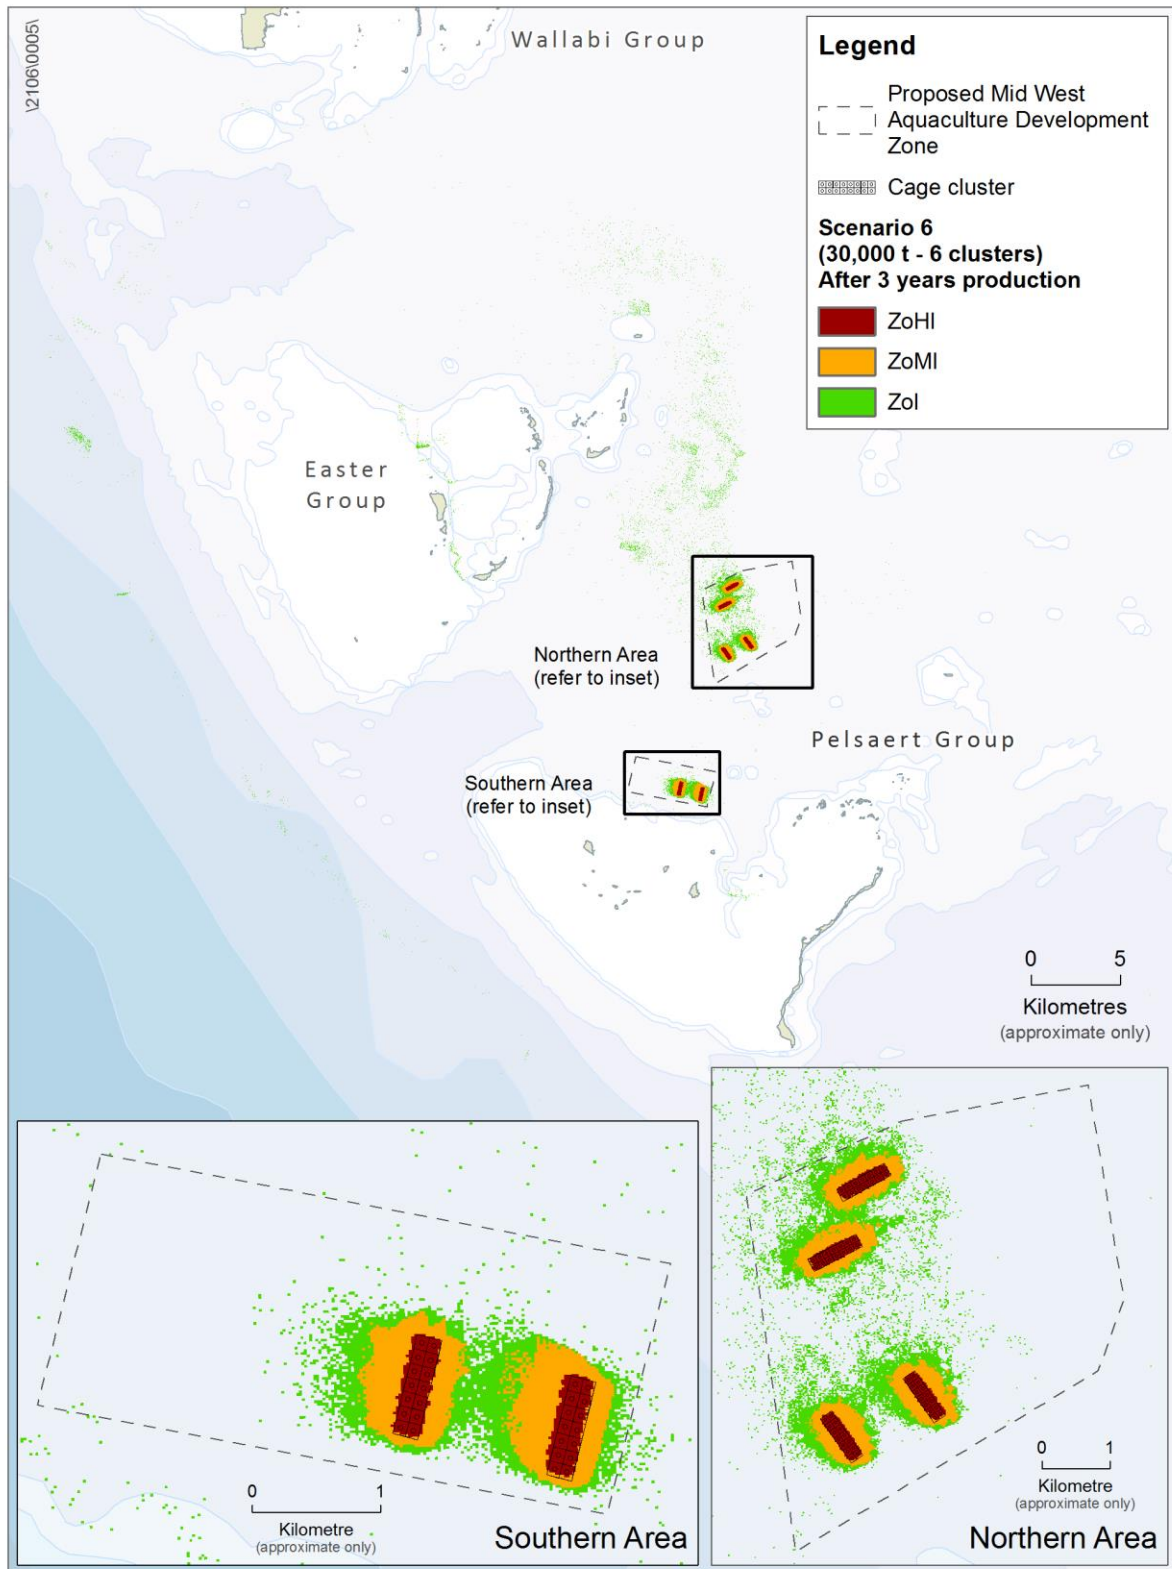 \2106\0005\
Wallabi Group
Legend
Proposed Mid West
Aquaculture Development
Zone
Cage cluster
Scenario 6
(30,000 t - 6 clusters)
After 3 years production
ZoHI
ZoMI
ZoI
Easter
Group
Northern Area
(refer to inset)
Pelsaert Group
Southern Area
(refer to inset)
0 5
Kilometres
(approximate only)
0 1
Kilometre
(approximate only)
Southern Area
0 1
Kilometre
(approximate only)
Northern Area